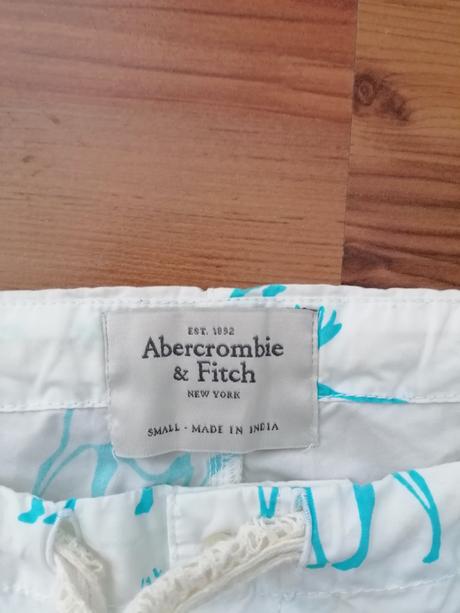 EST. 1892
Abercrombie
& Fitch
NEW YORK
SMALL - MADE IN INDIA